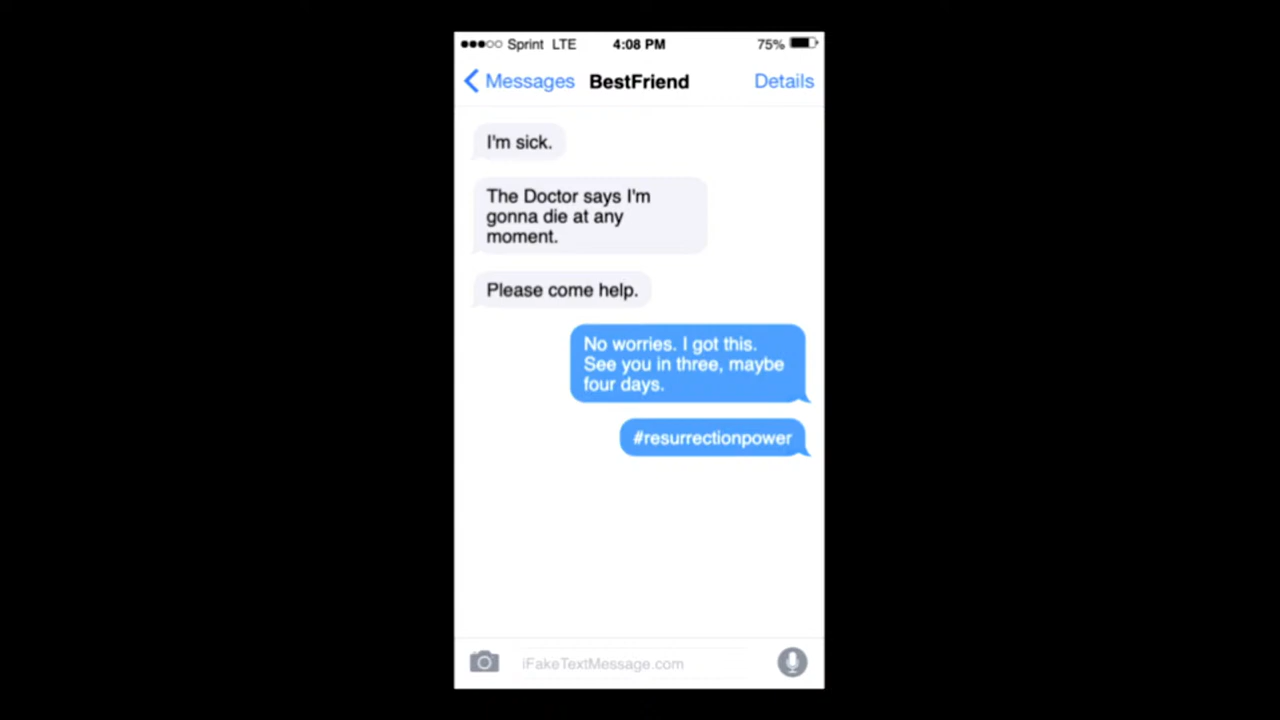 Sprint LTE 4:08 PM 75%
Messages BestFriend Details
I'm sick.
The Doctor says I'm
gonna die at any
moment.
Please come help.
No worries. I got this.
See you in three, maybe
four days.
#resurrectionpower
iFakeTextMessage.com